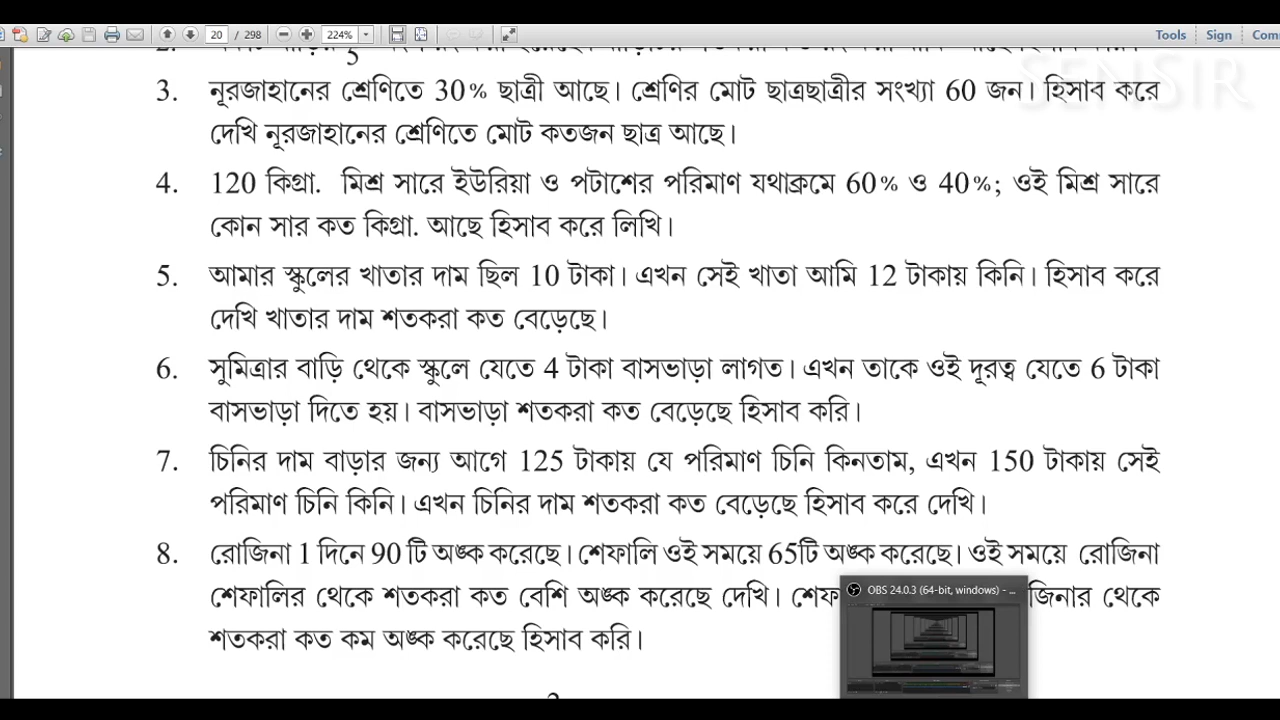 20 / 298 224% Tools Sign Com
SENSIR
3. নূরজাহানের শ্রেণিতে 30% ছাত্রী আছে। শ্রেণির মোট ছাত্রছাত্রীর সংখ্যা 60 জন। হিসাব করে
দেখি নূরজাহানের শ্রেণিতে মোট কতজন ছাত্র আছে।
4. 120 কিগ্রা. মিশ্র সারে ইউরিয়া ও পটাশের পরিমাণ যথাক্রমে 60% ও 40%; ওই মিশ্র সারে
কোন সার কত কিগ্রা. আছে হিসাব করে লিখি।
5. আমার স্কুলের খাতার দাম ছিল 10 টাকা। এখন সেই খাতা আমি 12 টাকায় কিনি। হিসাব করে
দেখি খাতার দাম শতকরা কত বেড়েছে।
6. সুমিত্রার বাড়ি থেকে স্কুলে যেতে 4 টাকা বাসভাড়া লাগত। এখন তাকে ওই দূরত্ব যেতে 6 টাকা
বাসভাড়া দিতে হয়। বাসভাড়া শতকরা কত বেড়েছে হিসাব করি।
7. চিনির দাম বাড়ার জন্য আগে 125 টাকায় যে পরিমাণ চিনি কিনতাম, এখন 150 টাকায় সেই
পরিমাণ চিনি কিনি। এখন চিনির দাম শতকরা কত বেড়েছে হিসাব করে দেখি।
8. রোজিনা 1 দিনে 90 টি অঙ্ক করেছে। শেফালি ওই সময়ে 65টি অঙ্ক করেছে। ওই সময়ে রোজিনা
OBS 24.0.3 (64-bit, windows) - ...
শেফালির থেকে শতকরা কত বেশি অঙ্ক করেছে দেখি। শেফ জিনার থেকে
শতকরা কত কম অঙ্ক করেছে হিসাব করি।